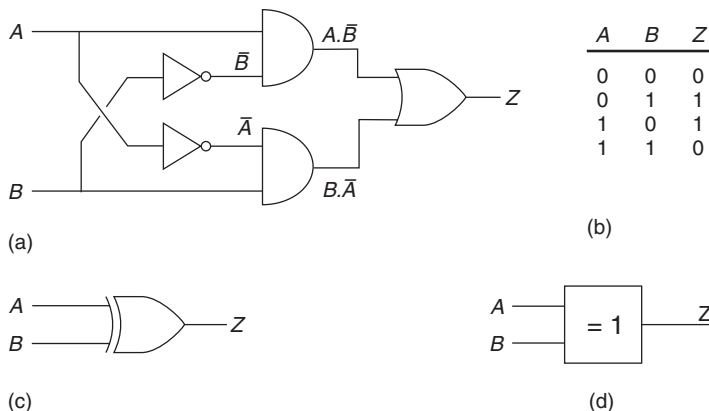 A
B̄
A.B̄
Z
Ā
B
B.Ā
(a)
A B Z
0 0 0
0 1 1
1 0 1
1 1 0
(b)
A
B
Z
(c)
A
B
= 1
Z
(d)